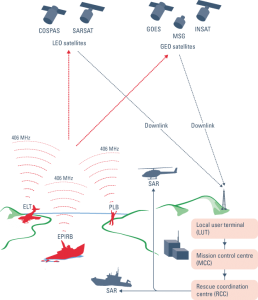 COSPAS SARSAT
LEO satellites
GOES
MSG
INSAT
GEO satellites
Downlink
Downlink
406 MHz
406 MHz
406 MHz
ELT
EPIRB
PLB
SAR
SAR
Local user terminal
(LUT)
Mission control centre
(MCC)
Rescue coordination
centre (RCC)